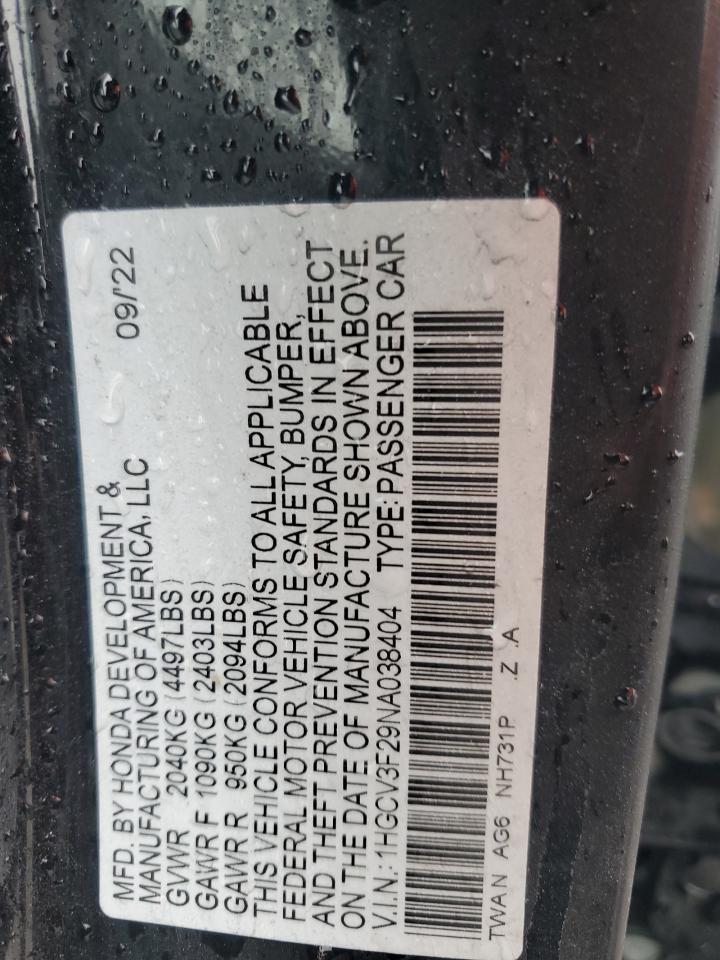 MFD. BY HONDA DEVELOPMENT &
MANUFACTURING OF AMERICA, LLC 09/'22
GVWR 2040KG (4497LBS)
GAWR F 1090KG (2403LBS)
GAWR R 950KG (2094LBS)
THIS VEHICLE CONFORMS TO ALL APPLICABLE
FEDERAL MOTOR VEHICLE SAFETY, BUMPER,
AND THEFT PREVENTION STANDARDS IN EFFECT
ON THE DATE OF MANUFACTURE SHOWN ABOVE.
V.I.N.: 1HGCV3F29NA038404 TYPE: PASSENGER CAR
TWAN AG6 NH731P .Z .A